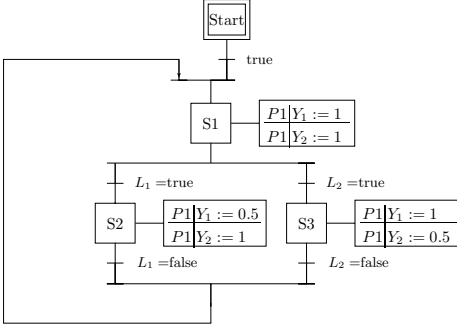 Start
true
S1
P1 Y₁ := 1
P1 Y₂ := 1
L₁ =true
L₂ =true
S2
P1 Y₁ := 0.5
P1 Y₂ := 1
S3
P1 Y₁ := 1
P1 Y₂ := 0.5
L₁ =false
L₂ =false